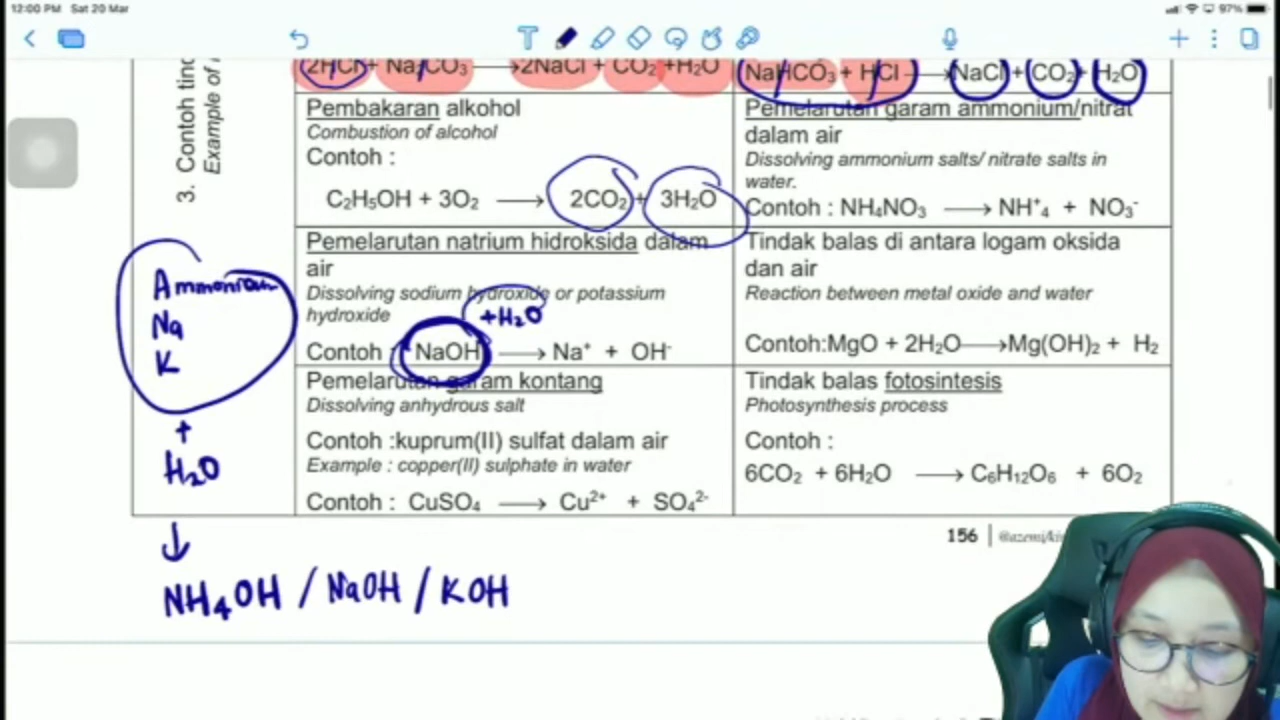 12:00 PM Sat 20 Mar
97%
3. Contoh tind
Example of
2HCl + Na2CO3 → 2NaCl + CO2 + H2O
NaHCO3 + HCl → NaCl + CO2 + H2O
Pembakaran alkohol
Combustion of alcohol
Contoh :
C2H5OH + 3O2 → 2CO2 + 3H2O
Pemelarutan garam ammonium/nitrat
dalam air
Dissolving ammonium salts/ nitrate salts in
water.
Contoh : NH4NO3 → NH+4 + NO3-
Pemelarutan natrium hidroksida dalam
air
Dissolving sodium hydroxide or potassium
hydroxide
+H2O
Contoh : NaOH → Na+ + OH-
Tindak balas di antara logam oksida
dan air
Reaction between metal oxide and water
Contoh:MgO + 2H2O → Mg(OH)2 + H2
Pemelarutan garam kontang
Dissolving anhydrous salt
Contoh :kuprum(II) sulfat dalam air
Example : copper(II) sulphate in water
Contoh : CuSO4 → Cu2+ + SO42-
Tindak balas fotosintesis
Photosynthesis process
Contoh :
6CO2 + 6H2O → C6H12O6 + 6O2
Ammonium
Na
K
+
H2O
↓
NH4OH / NaOH / KOH
156